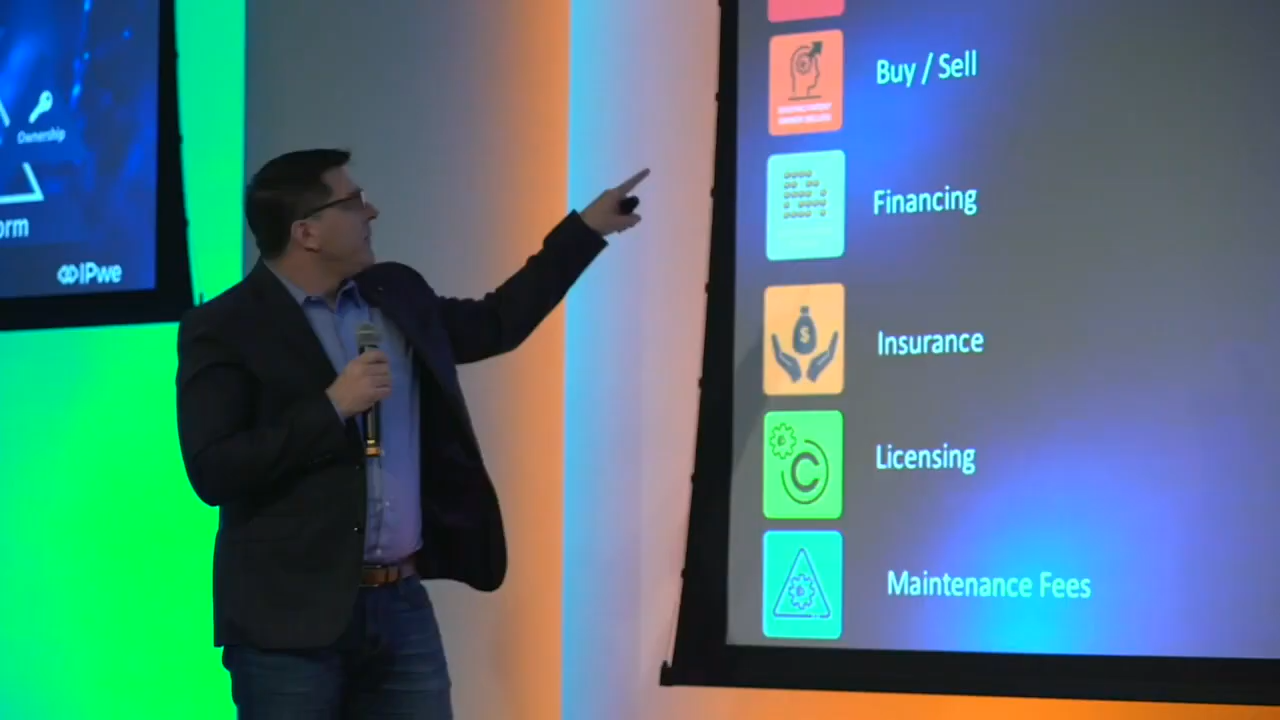 Ownership
orm
IPwe
Buy / Sell
Financing
Insurance
$
Licensing
C
Maintenance Fees